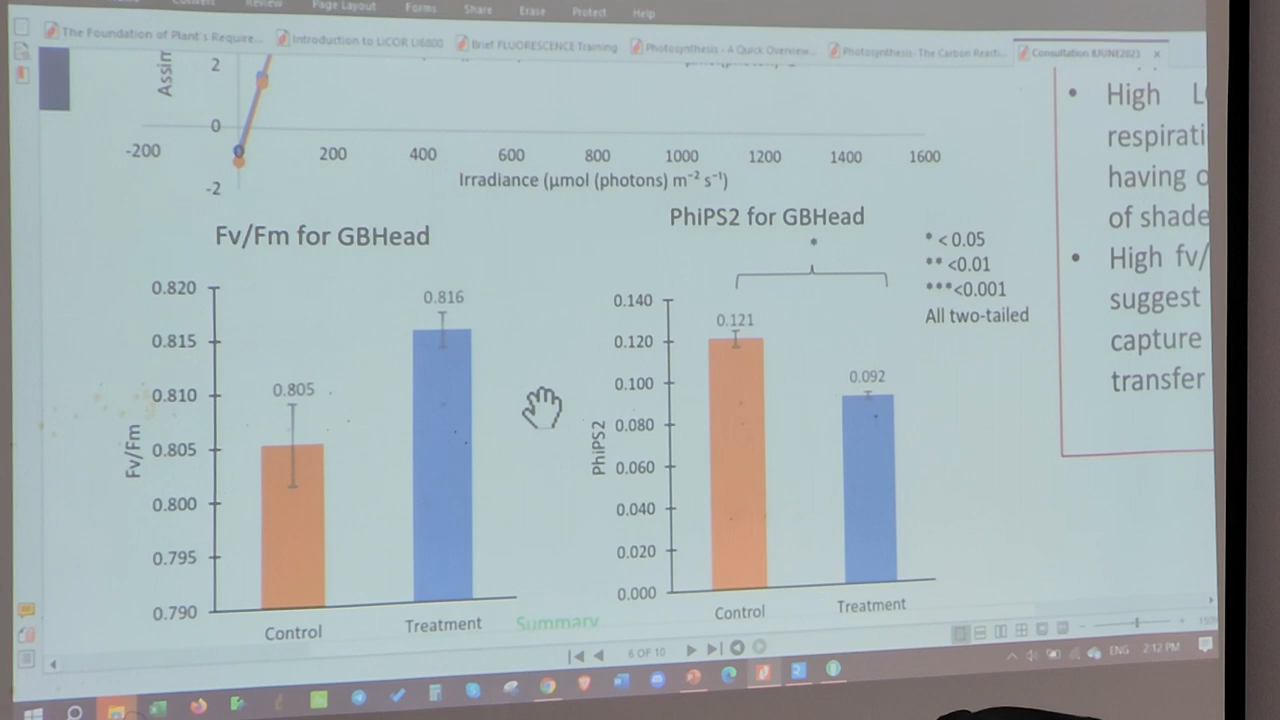 Convert Review Page Layout Forms Share Erase Protect Help
The Foundation of Plant's Require... Introduction to LiCOR LI6800 Brief FLUORESCENCE Training Photosynthesis - A Quick Overview... Photosynthesis- The Carbon Reacti... Consultation 8JUNE2023 ×
Assim
2
0
-2
-200 200 400 600 800 1000 1200 1400 1600
Irradiance (µmol (photons) m⁻² s⁻¹)
• High
respirati
having
of shade
• High fv/
suggest
capture
transfer
Fv/Fm for GBHead
0.820
0.815
0.810
0.805
0.800
0.795
0.790
Fv/Fm
0.805
0.816
Control Treatment
PhiPS2 for GBHead
*
* < 0.05
** <0.01
***<0.001
All two-tailed
0.140
0.120
0.100
0.080
0.060
0.040
0.020
0.000
PhiPS2
0.121
0.092
Control Treatment
Summary
6 OF 10
150%
ENG 2:12 PM